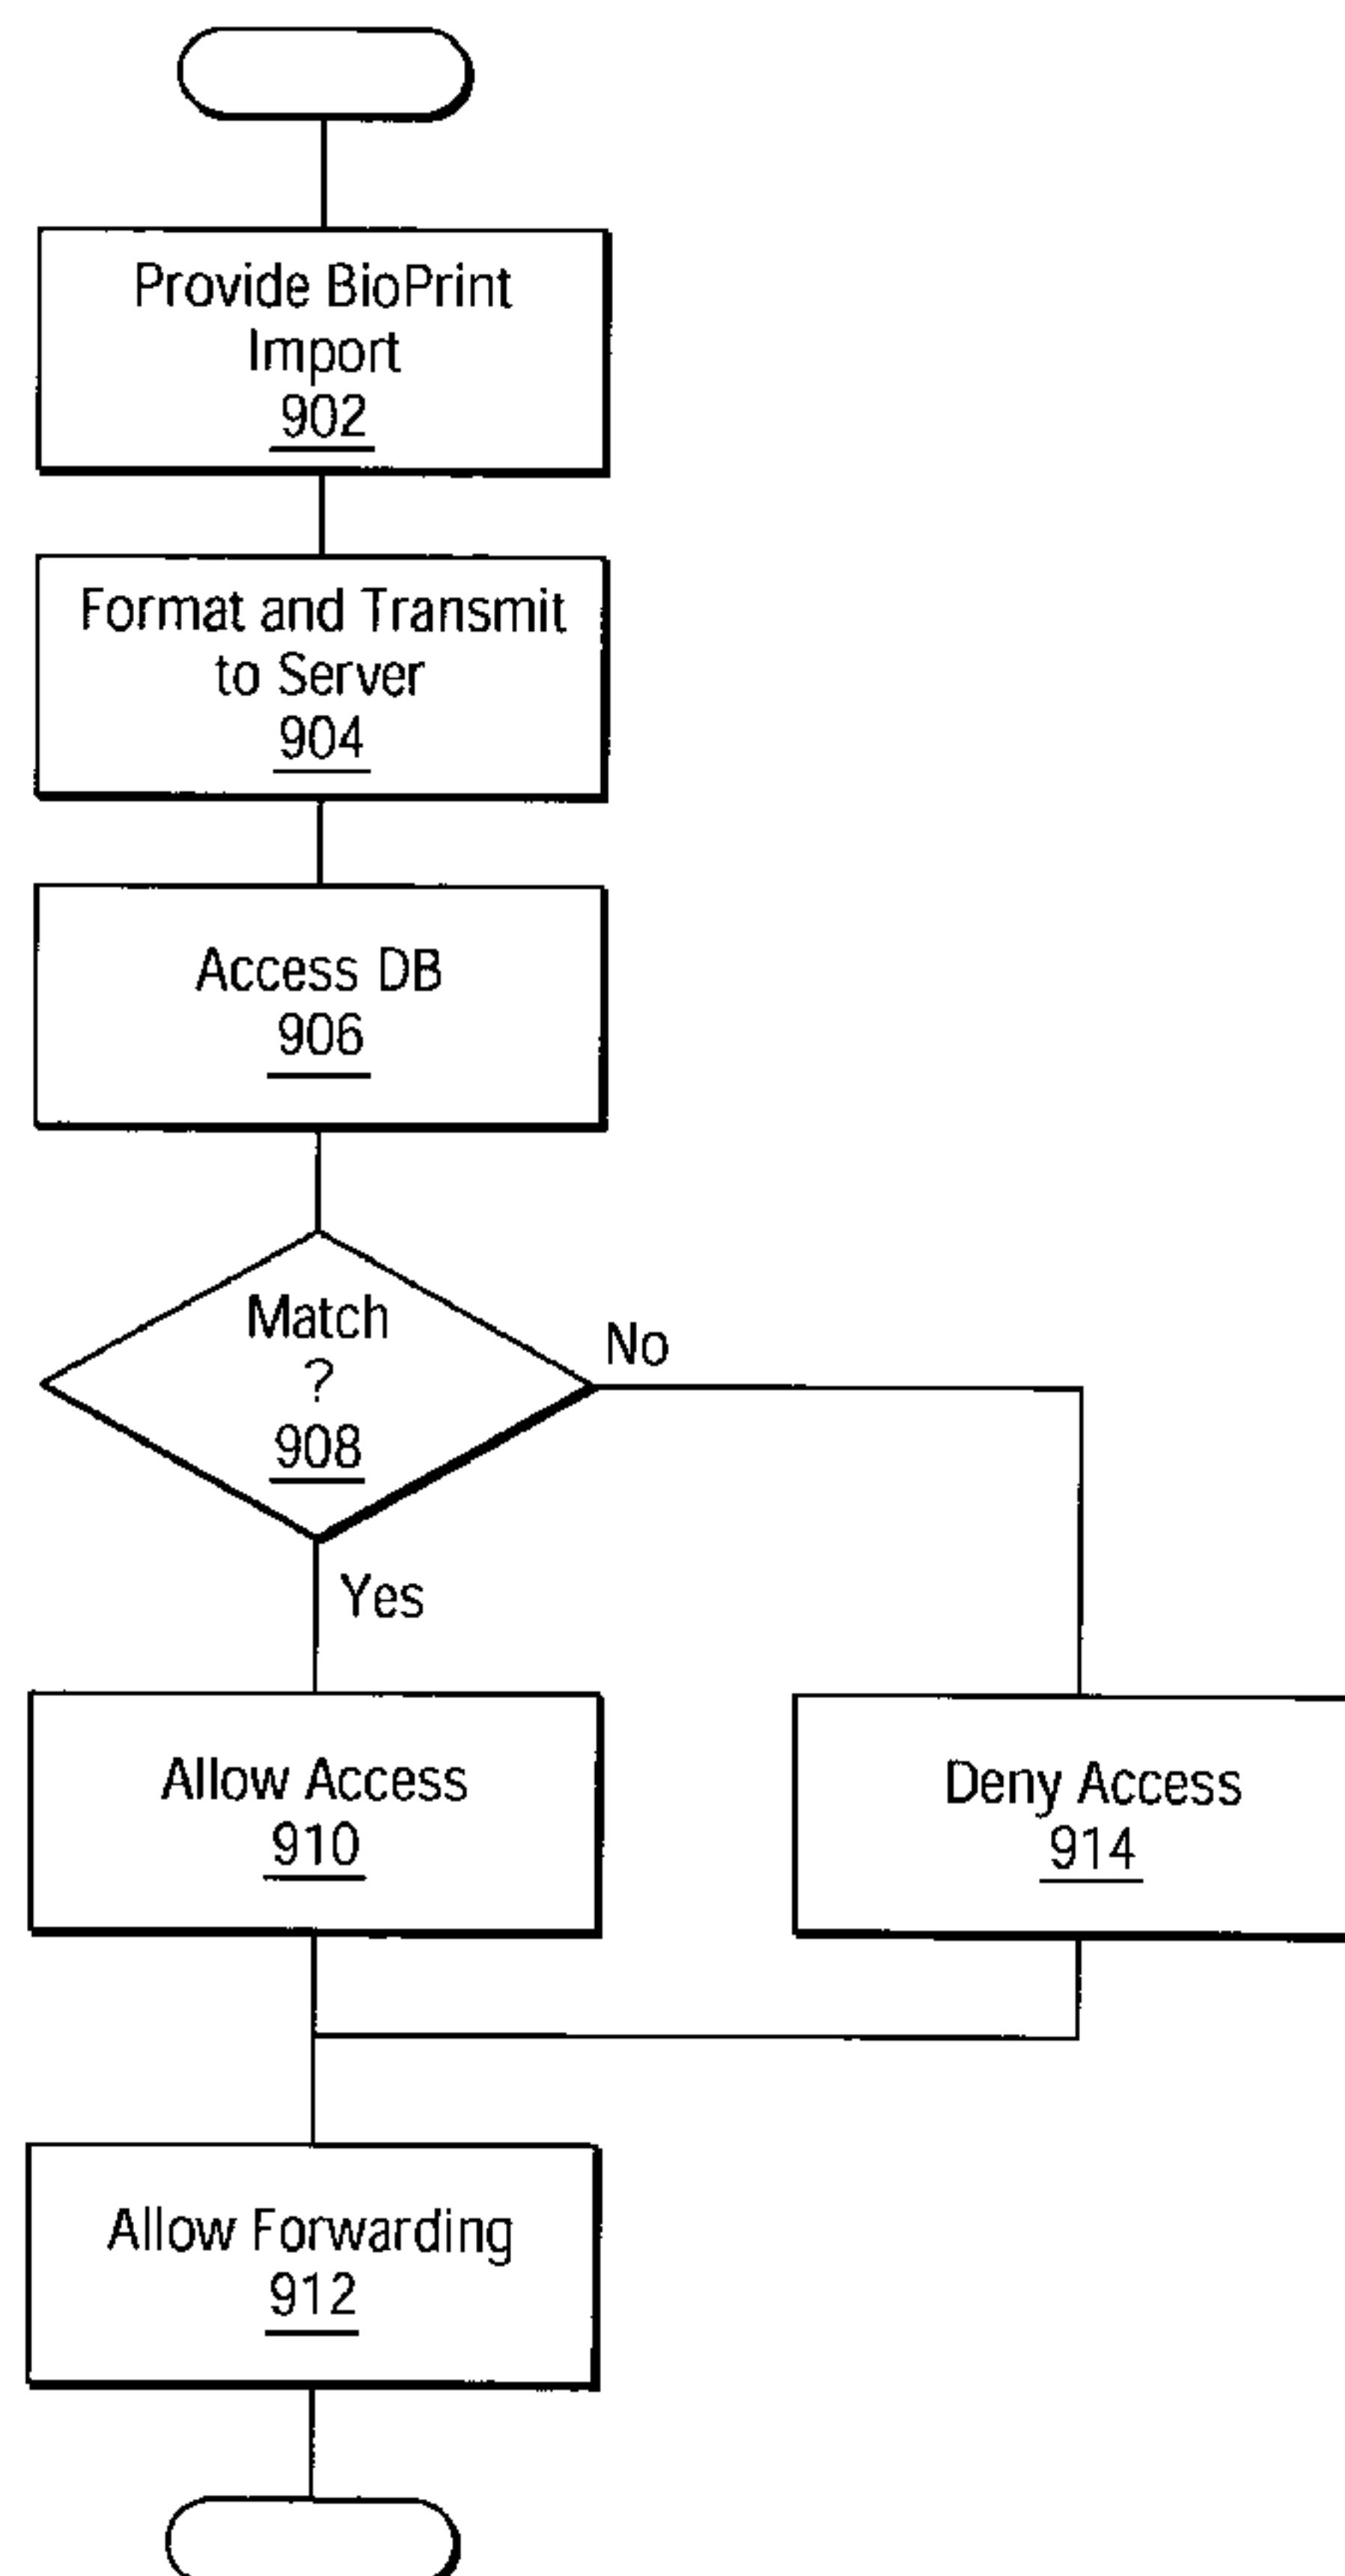 Provide BioPrint
Import
902
Format and Transmit
to Server
904
Access DB
906
Match
?
908
No
Yes
Allow Access
910
Deny Access
914
Allow Forwarding
912